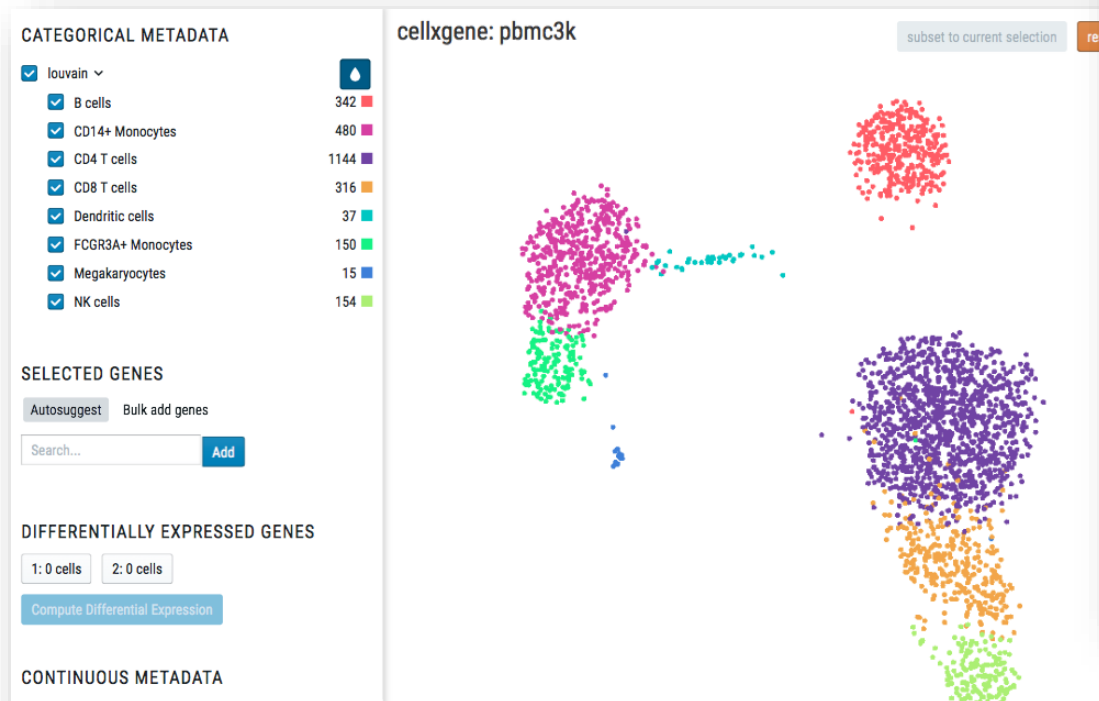 CATEGORICAL METADATA
louvain
B cells 342
CD14+ Monocytes 480
CD4 T cells 1144
CD8 T cells 316
Dendritic cells 37
FCGR3A+ Monocytes 150
Megakaryocytes 15
NK cells 154
SELECTED GENES
Autosuggest Bulk add genes
Search... Add
DIFFERENTIALLY EXPRESSED GENES
1: 0 cells 2: 0 cells
Compute Differential Expression
CONTINUOUS METADATA
cellxgene: pbmc3k
subset to current selection re